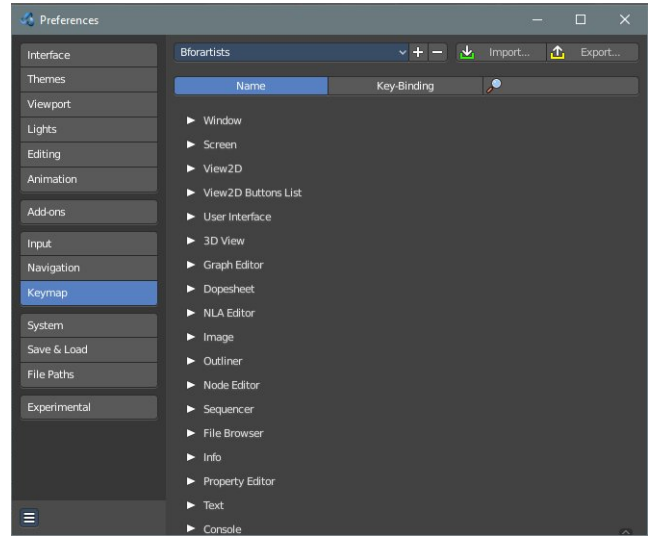 Preferences
Interface
Themes
Viewport
Lights
Editing
Animation
Add-ons
Input
Navigation
Keymap
System
Save & Load
File Paths
Experimental
Bforartists
Import...
Export...
Name
Key-Binding
Window
Screen
View2D
View2D Buttons List
User Interface
3D View
Graph Editor
Dopesheet
NLA Editor
Image
Outliner
Node Editor
Sequencer
File Browser
Info
Property Editor
Text
Console